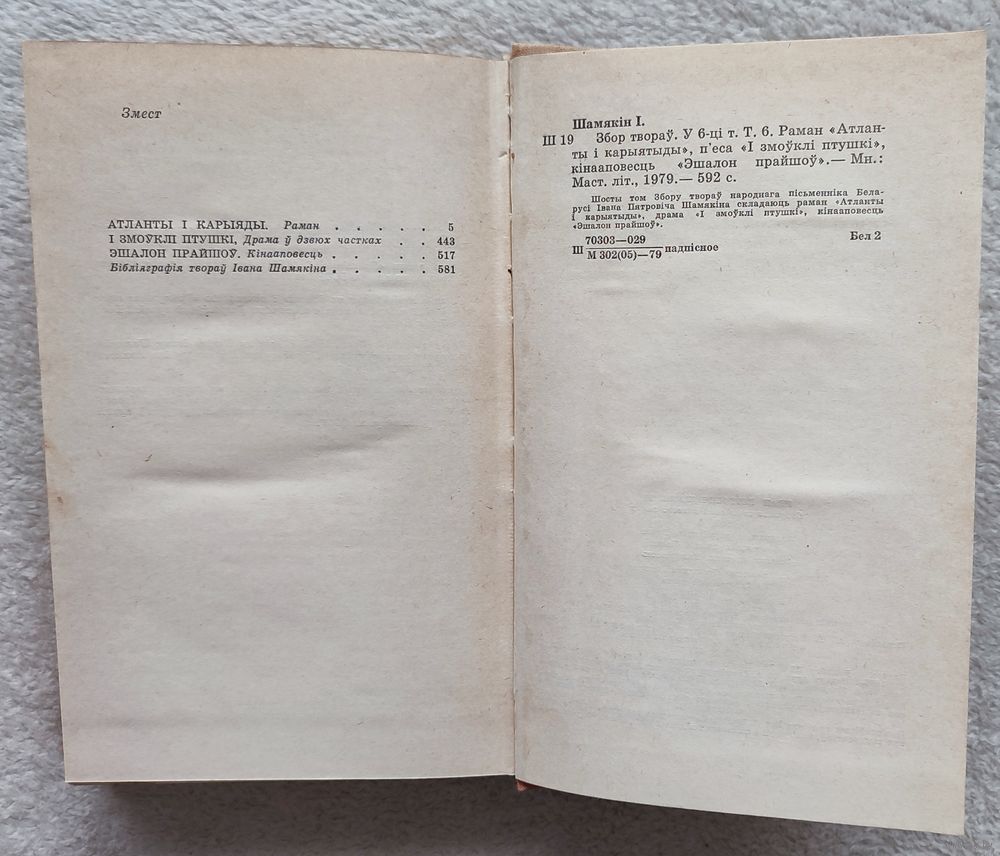 Змест
АТЛАНТЫ І КАРЫЯДЫ. Раман . . . . . 5
І ЗМОЎКЛІ ПТУШКІ, Драма ў дзвюх частках . . 443
ЭШАЛОН ПРАЙШОЎ. Кінааповесць . . . . . 517
Бібліяграфія твораў Івана Шамякіна . . . . . 581
Шамякін І.
Ш 19 Збор твораў. У 6-ці т. Т. 6. Раман «Атлан-
ты і карыятыды», п'еса «І змоўклі птушкі»,
кінааповесць «Эшалон прайшоў».— Мн.:
Маст. літ., 1979.— 592 с.
Шосты том Збору твораў народнага пісьменніка Бела-
русі Івана Пятровіча Шамякіна складаюць раман «Атланты
і карыятыды», драма «І змоўклі птушкі», кінааповесць
«Эшалон прайшоў».
70303—029
Ш ———— падпісное
М 302(05)—79
Бел 2